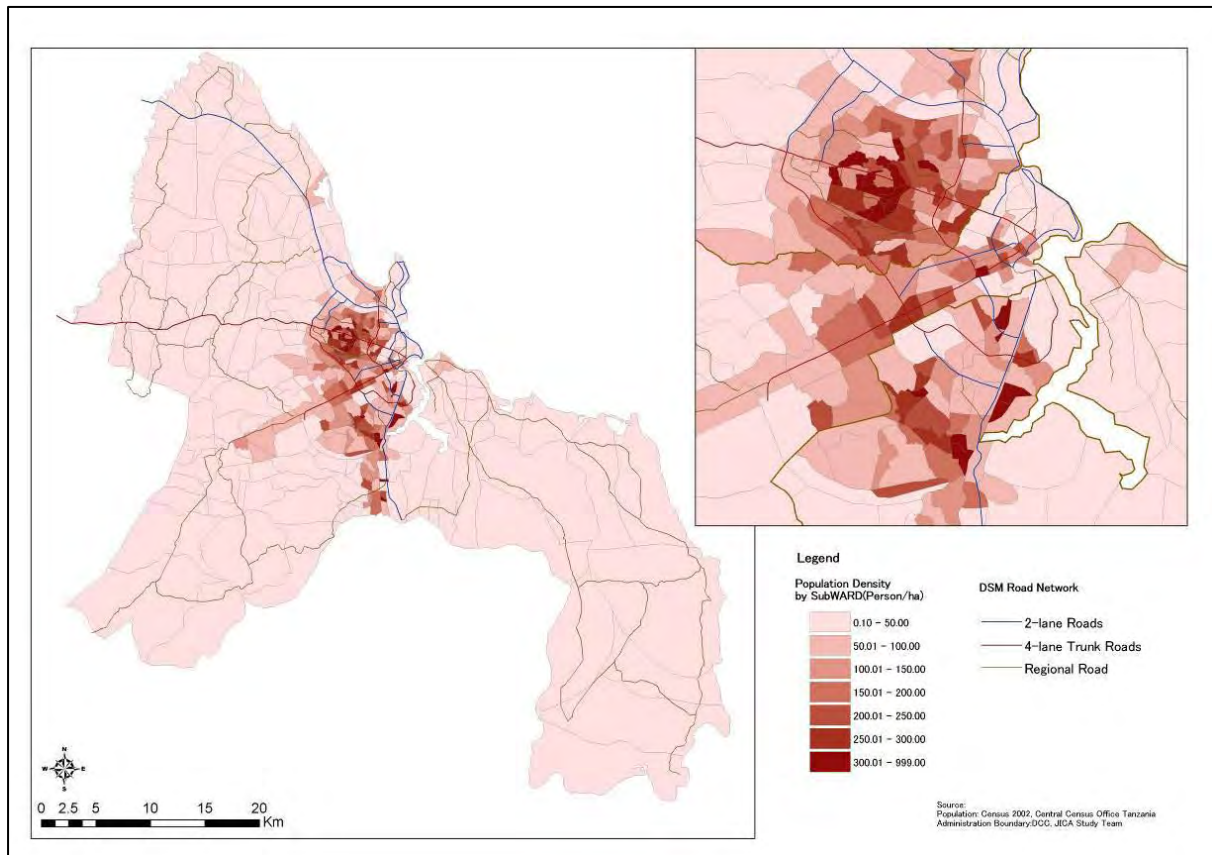 Legend
Population Density
by SubWARD(Person/ha)
0.10 - 50.00
50.01 - 100.00
100.01 - 150.00
150.01 - 200.00
200.01 - 250.00
250.01 - 300.00
300.01 - 999.00
DSM Road Network
2-lane Roads
4-lane Trunk Roads
Regional Road
N
W E
S
0 2.5 5 10 15 20
Km
Source:
Population: Census 2002, Central Census Office Tanzania
Administration Boundary:DCC, JICA Study Team